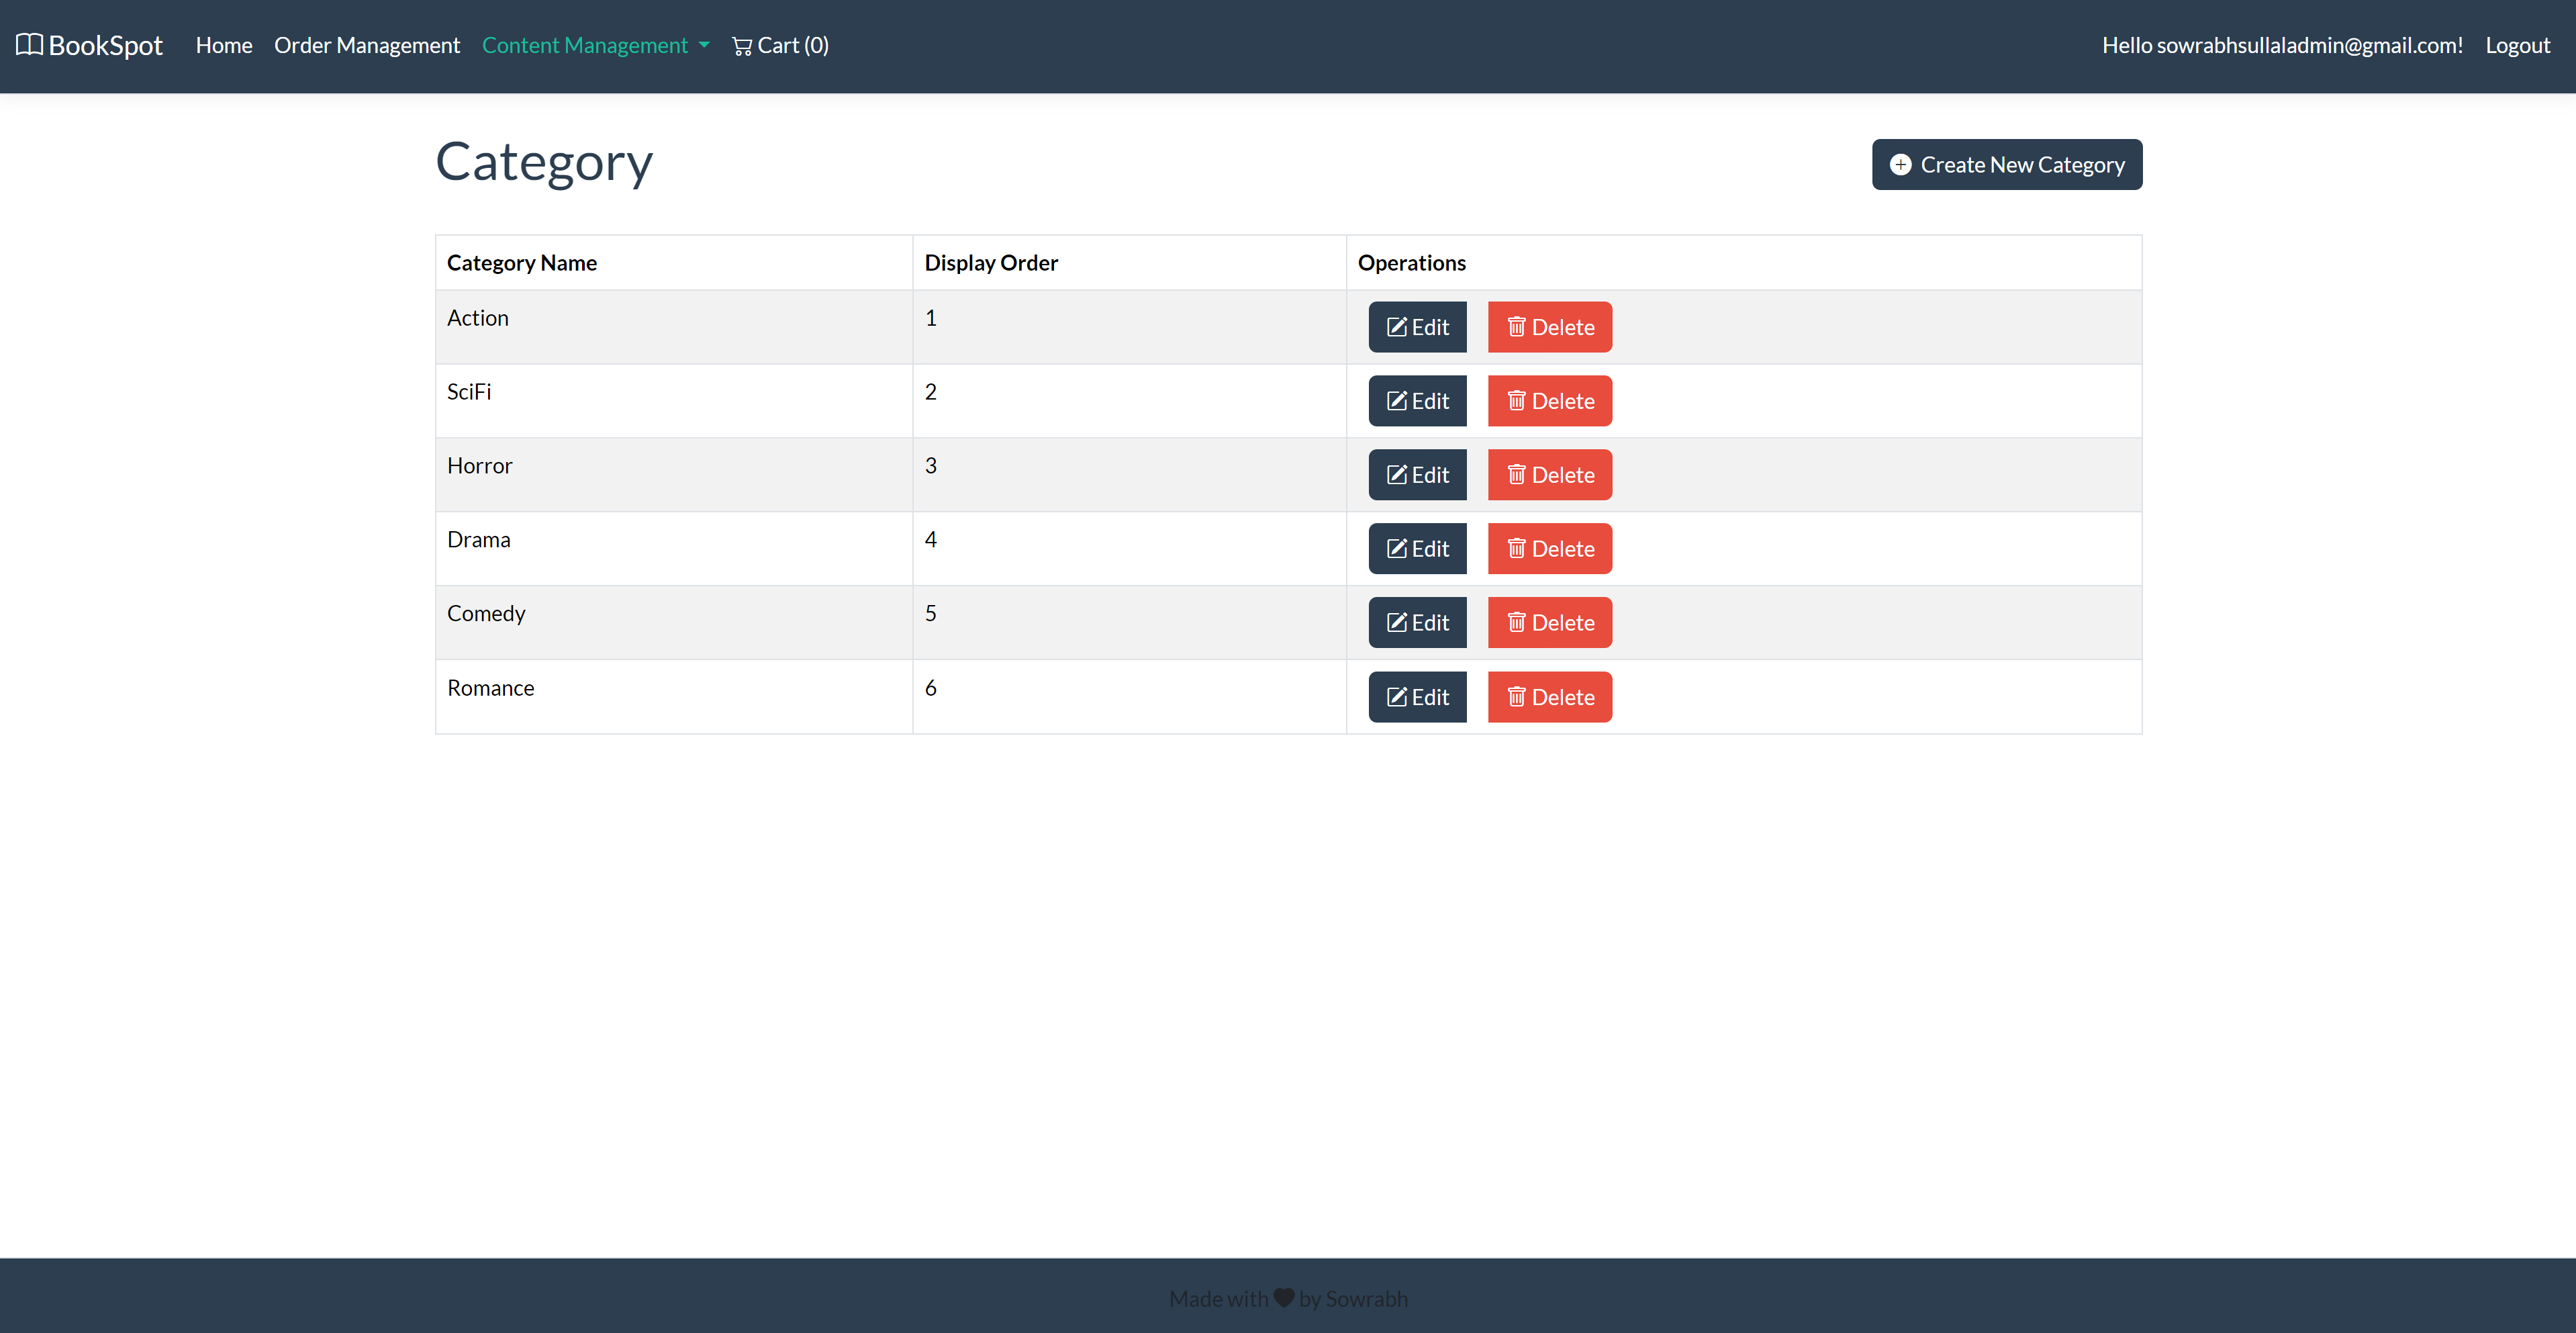 BookSpot Home Order Management Content Management Cart (0) Hello sowrabhsullaladmin@gmail.com! Logout
Category Create New Category
Category Name Display Order Operations
Action 1 Edit Delete
SciFi 2 Edit Delete
Horror 3 Edit Delete
Drama 4 Edit Delete
Comedy 5 Edit Delete
Romance 6 Edit Delete
Made with by Sowrabh